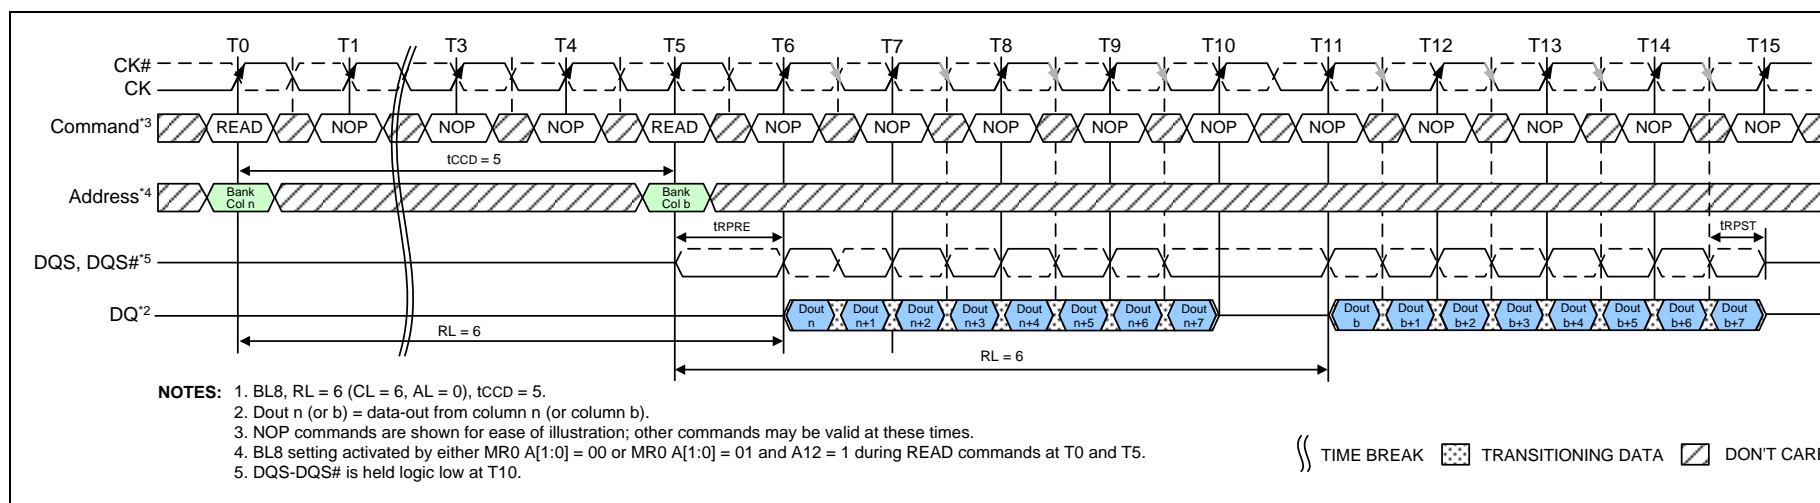 T0 T1 T3 T4 T5 T6 T7 T8 T9 T10 T11 T12 T13 T14 T15
CK#
CK
Command*3 READ NOP NOP NOP READ NOP NOP NOP NOP NOP NOP NOP NOP NOP NOP
tCCD = 5
Address*4 Bank Col n Bank Col b
tRPRE tRPST
DQS, DQS#*5
DQ*2 Dout n Dout n+1 Dout n+2 Dout n+3 Dout n+4 Dout n+5 Dout n+6 Dout n+7 Dout b Dout b+1 Dout b+2 Dout b+3 Dout b+4 Dout b+5 Dout b+6 Dout b+7
RL = 6
RL = 6
NOTES: 1. BL8, RL = 6 (CL = 6, AL = 0), tCCD = 5.
2. Dout n (or b) = data-out from column n (or column b).
3. NOP commands are shown for ease of illustration; other commands may be valid at these times.
4. BL8 setting activated by either MR0 A[1:0] = 00 or MR0 A[1:0] = 01 and A12 = 1 during READ commands at T0 and T5.
5. DQS-DQS# is held logic low at T10.
TIME BREAK TRANSITIONING DATA DON'T CARE